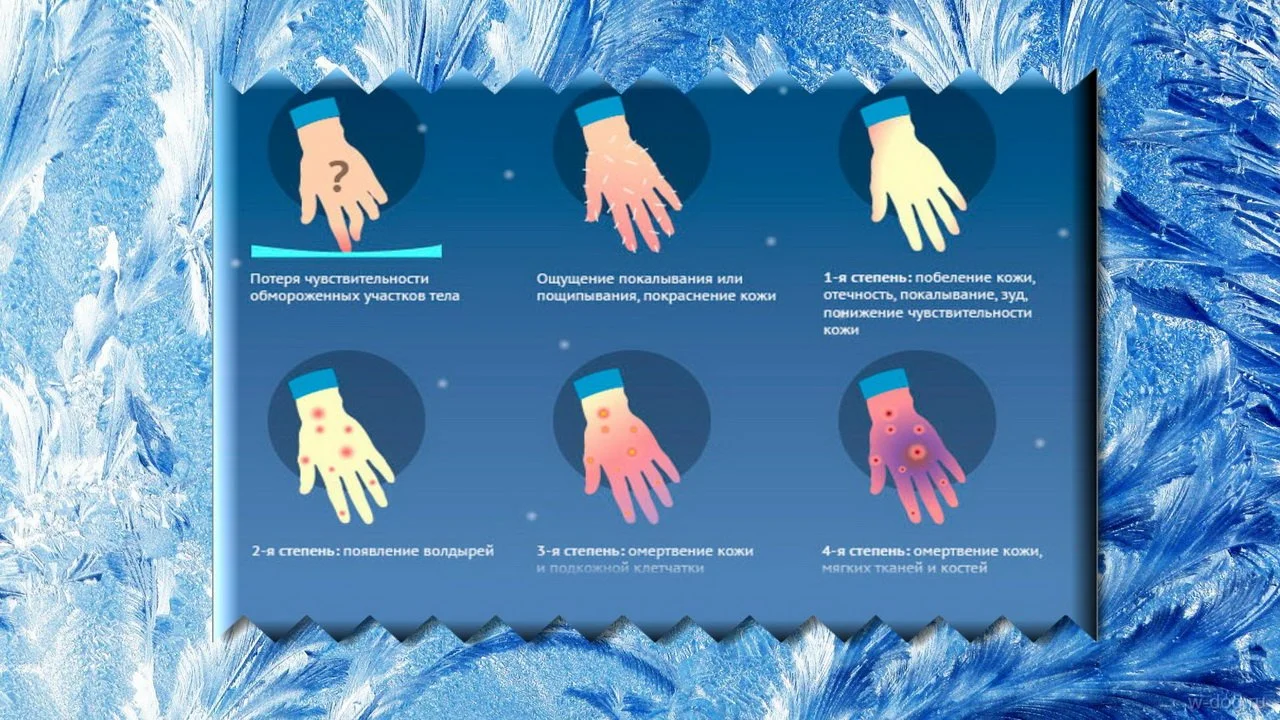 ?
Потеря чувствительности
обмороженных участков тела
Ощущение покалывания или
пощипывания, покраснение кожи
1-я степень: побеление кожи,
отечность, покалывание, зуд,
понижение чувствительности
кожи
2-я степень: появление волдырей
3-я степень: омертвение кожи
и подкожной клетчатки
4-я степень: омертвение кожи,
мягких тканей и костей